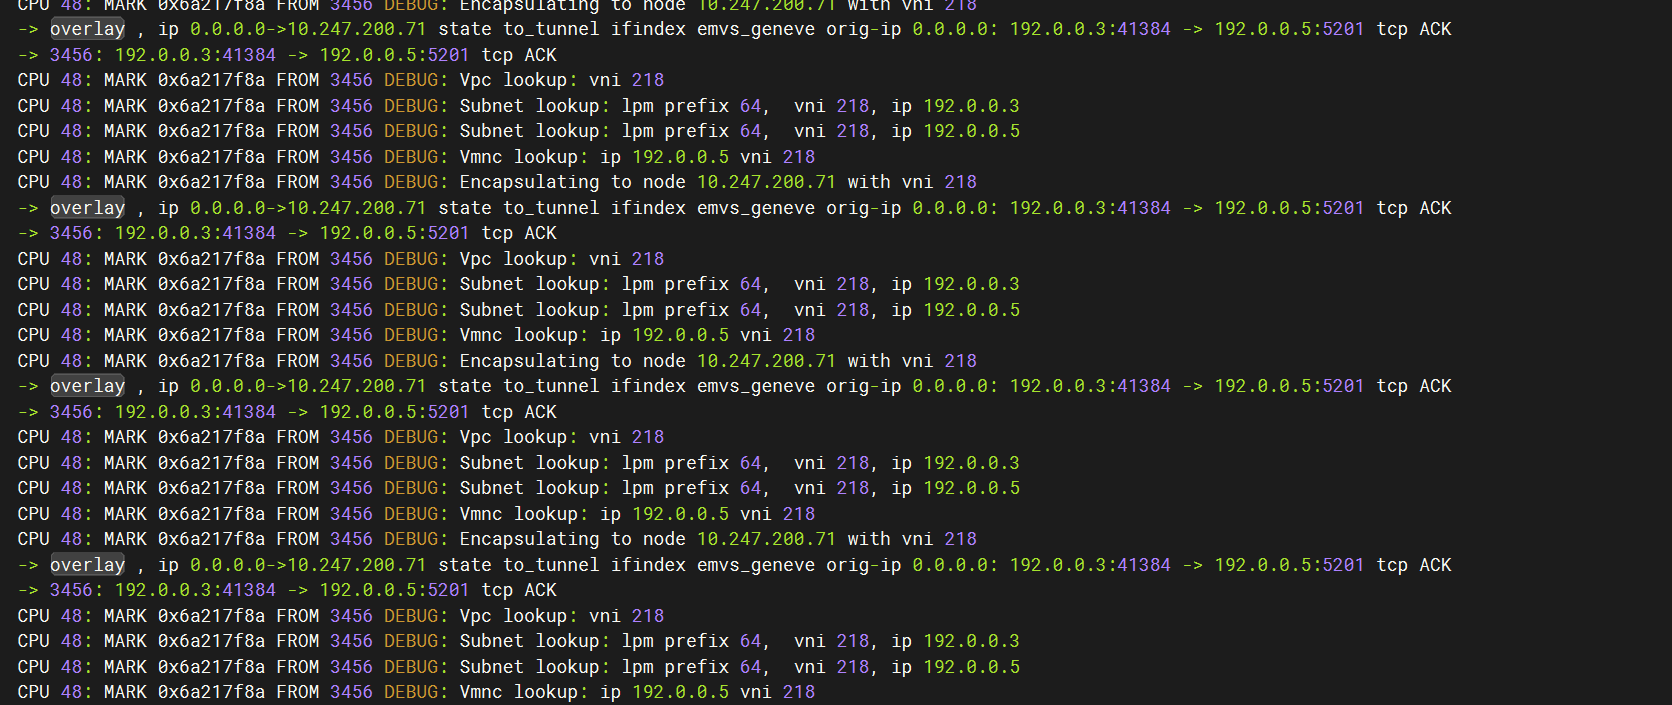 CPU 48: MARK 0x6a217f8a FROM 3456 DEBUG: Encapsulating to node 10.247.200.71 with vni 218
-> overlay , ip 0.0.0.0->10.247.200.71 state to_tunnel ifindex emvs_geneve orig-ip 0.0.0.0: 192.0.0.3:41384 -> 192.0.0.5:5201 tcp ACK
-> 3456: 192.0.0.3:41384 -> 192.0.0.5:5201 tcp ACK
CPU 48: MARK 0x6a217f8a FROM 3456 DEBUG: Vpc lookup: vni 218
CPU 48: MARK 0x6a217f8a FROM 3456 DEBUG: Subnet lookup: lpm prefix 64,  vni 218, ip 192.0.0.3
CPU 48: MARK 0x6a217f8a FROM 3456 DEBUG: Subnet lookup: lpm prefix 64,  vni 218, ip 192.0.0.5
CPU 48: MARK 0x6a217f8a FROM 3456 DEBUG: Vmnc lookup: ip 192.0.0.5 vni 218
CPU 48: MARK 0x6a217f8a FROM 3456 DEBUG: Encapsulating to node 10.247.200.71 with vni 218
-> overlay , ip 0.0.0.0->10.247.200.71 state to_tunnel ifindex emvs_geneve orig-ip 0.0.0.0: 192.0.0.3:41384 -> 192.0.0.5:5201 tcp ACK
-> 3456: 192.0.0.3:41384 -> 192.0.0.5:5201 tcp ACK
CPU 48: MARK 0x6a217f8a FROM 3456 DEBUG: Vpc lookup: vni 218
CPU 48: MARK 0x6a217f8a FROM 3456 DEBUG: Subnet lookup: lpm prefix 64,  vni 218, ip 192.0.0.3
CPU 48: MARK 0x6a217f8a FROM 3456 DEBUG: Subnet lookup: lpm prefix 64,  vni 218, ip 192.0.0.5
CPU 48: MARK 0x6a217f8a FROM 3456 DEBUG: Vmnc lookup: ip 192.0.0.5 vni 218
CPU 48: MARK 0x6a217f8a FROM 3456 DEBUG: Encapsulating to node 10.247.200.71 with vni 218
-> overlay , ip 0.0.0.0->10.247.200.71 state to_tunnel ifindex emvs_geneve orig-ip 0.0.0.0: 192.0.0.3:41384 -> 192.0.0.5:5201 tcp ACK
-> 3456: 192.0.0.3:41384 -> 192.0.0.5:5201 tcp ACK
CPU 48: MARK 0x6a217f8a FROM 3456 DEBUG: Vpc lookup: vni 218
CPU 48: MARK 0x6a217f8a FROM 3456 DEBUG: Subnet lookup: lpm prefix 64,  vni 218, ip 192.0.0.3
CPU 48: MARK 0x6a217f8a FROM 3456 DEBUG: Subnet lookup: lpm prefix 64,  vni 218, ip 192.0.0.5
CPU 48: MARK 0x6a217f8a FROM 3456 DEBUG: Vmnc lookup: ip 192.0.0.5 vni 218
CPU 48: MARK 0x6a217f8a FROM 3456 DEBUG: Encapsulating to node 10.247.200.71 with vni 218
-> overlay , ip 0.0.0.0->10.247.200.71 state to_tunnel ifindex emvs_geneve orig-ip 0.0.0.0: 192.0.0.3:41384 -> 192.0.0.5:5201 tcp ACK
-> 3456: 192.0.0.3:41384 -> 192.0.0.5:5201 tcp ACK
CPU 48: MARK 0x6a217f8a FROM 3456 DEBUG: Vpc lookup: vni 218
CPU 48: MARK 0x6a217f8a FROM 3456 DEBUG: Subnet lookup: lpm prefix 64,  vni 218, ip 192.0.0.3
CPU 48: MARK 0x6a217f8a FROM 3456 DEBUG: Subnet lookup: lpm prefix 64,  vni 218, ip 192.0.0.5
CPU 48: MARK 0x6a217f8a FROM 3456 DEBUG: Vmnc lookup: ip 192.0.0.5 vni 218